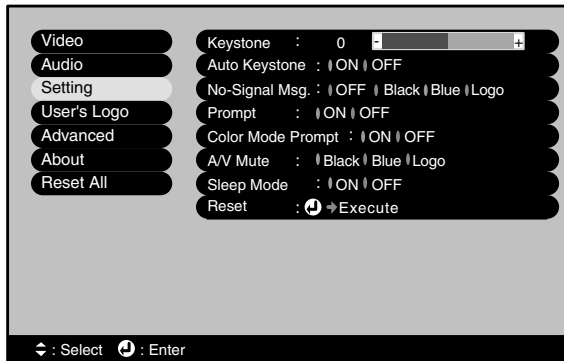 Video
Audio
Setting
User's Logo
Advanced
About
Reset All
Keystone : 0 - +
Auto Keystone : ON OFF
No-Signal Msg. : OFF Black Blue Logo
Prompt : ON OFF
Color Mode Prompt : ON OFF
A/V Mute : Black Blue Logo
Sleep Mode : ON OFF
Reset : Execute
: Select : Enter